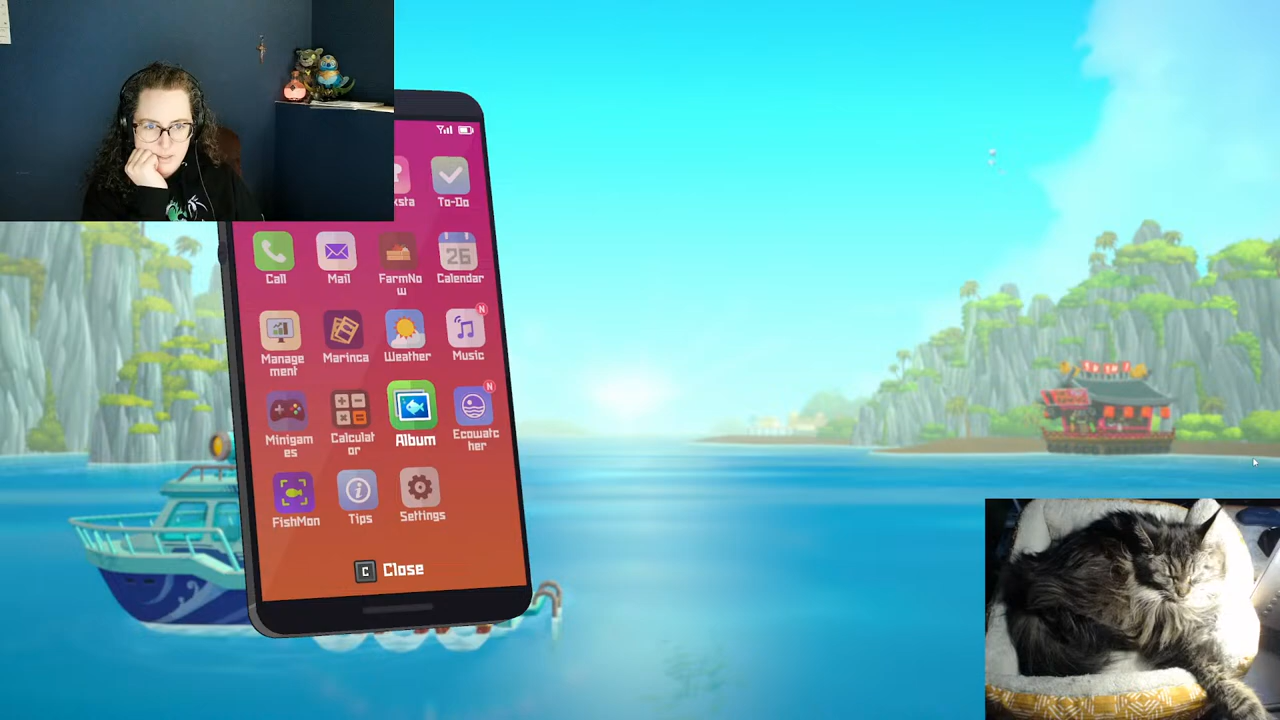 ksta
To-Do
Call
Mail
FarmNo
w
26
Calendar
Manage
ment
Marinca
Weather
N
Music
Minigam
es
Calculat
or
Album
N
Ecowatc
her
FishMon
Tips
Settings
C Close